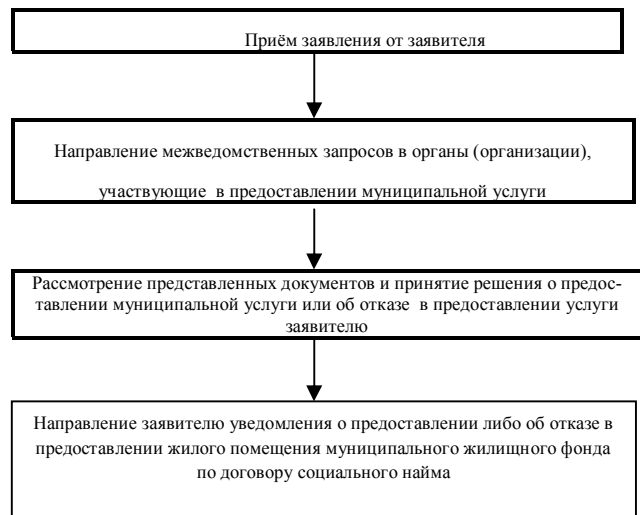 Приём заявления от заявителя
Направление межведомственных запросов в органы (организации),
участвующие в предоставлении муниципальной услуги
Рассмотрение представленных документов и принятие решения о предос-
тавлении муниципальной услуги или об отказе в предоставлении услуги
заявителю
Направление заявителю уведомления о предоставлении либо об отказе в
предоставлении жилого помещения муниципального жилищного фонда
по договору социального найма